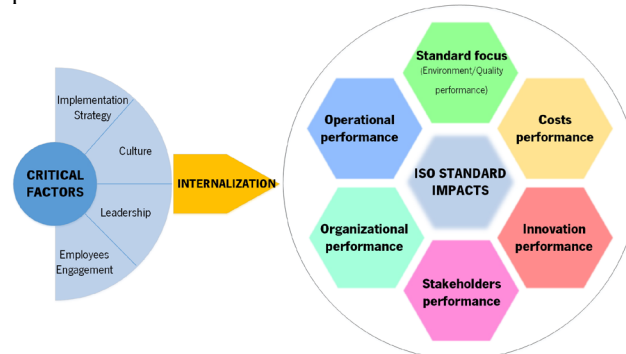 Implementation
Strategy
Culture
CRITICAL
FACTORS
Leadership
Employees
Engagement
INTERNALIZATION
Standard focus
(Environment/Quality
performance)
Operational
performance
Costs
performance
ISO STANDARD
IMPACTS
Organizational
performance
Innovation
performance
Stakeholders
performance